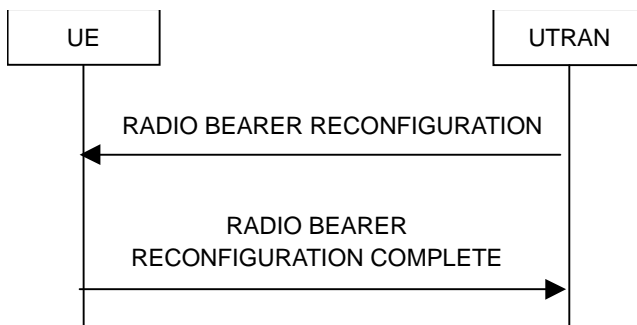 UE
UTRAN
RADIO BEARER RECONFIGURATION
RADIO BEARER
RECONFIGURATION COMPLETE